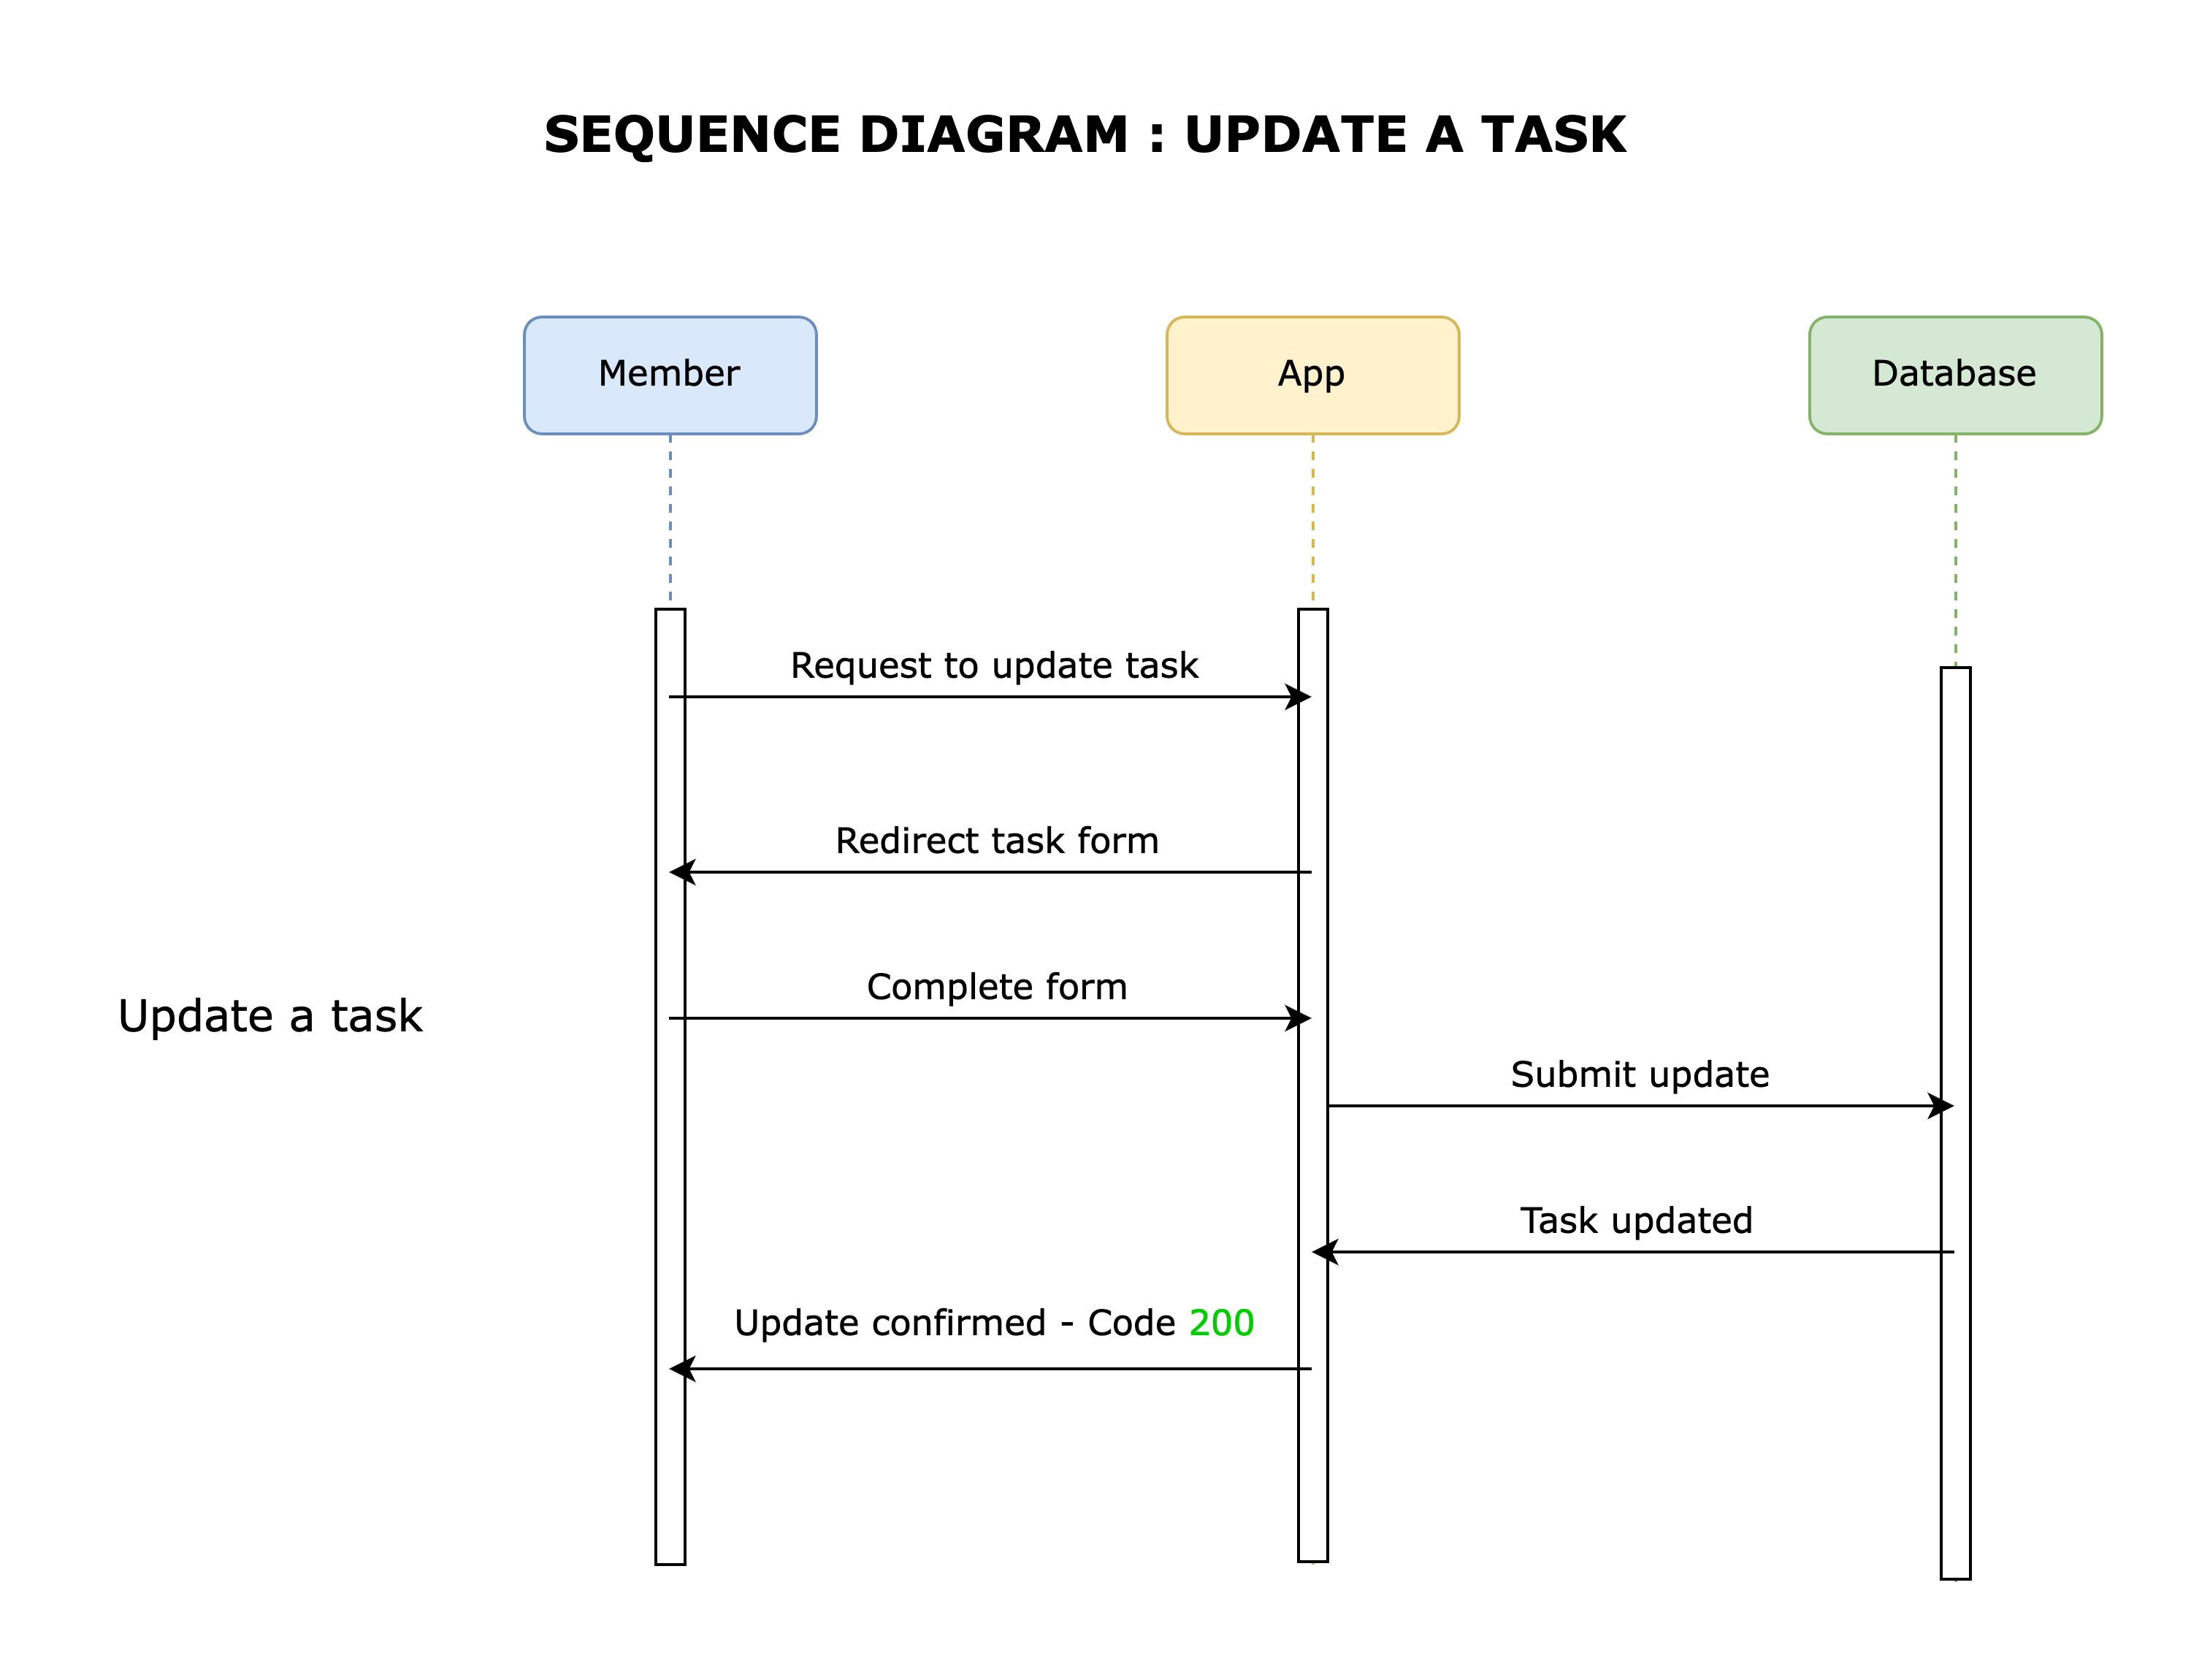 SEQUENCE DIAGRAM : UPDATE A TASK
Member
App
Database
Request to update task
Redirect task form
Complete form
Update a task
Submit update
Task updated
Update confirmed - Code 200